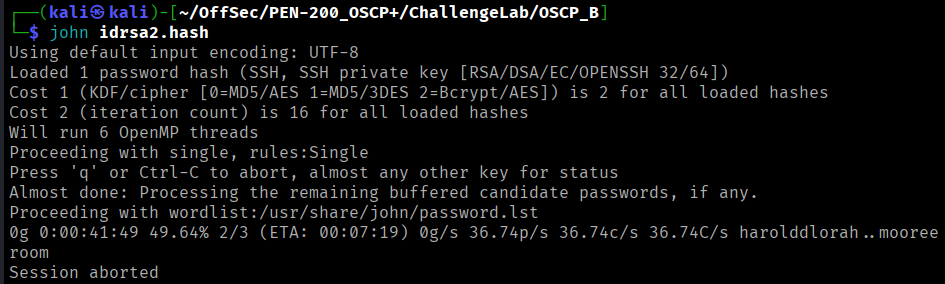 ┌──(kali㉿kali)-[~/OffSec/PEN-200_OSCP+/ChallengeLab/OSCP_B]
└─$ john idrsa2.hash
Using default input encoding: UTF-8
Loaded 1 password hash (SSH, SSH private key [RSA/DSA/EC/OPENSSH 32/64])
Cost 1 (KDF/cipher [0=MD5/AES 1=MD5/3DES 2=Bcrypt/AES]) is 2 for all loaded hashes
Cost 2 (iteration count) is 16 for all loaded hashes
Will run 6 OpenMP threads
Proceeding with single, rules:Single
Press 'q' or Ctrl-C to abort, almost any other key for status
Almost done: Processing the remaining buffered candidate passwords, if any.
Proceeding with wordlist:/usr/share/john/password.lst
0g 0:00:41:49 49.64% 2/3 (ETA: 00:07:19) 0g/s 36.74p/s 36.74c/s 36.74C/s harolddlorah..mooree
room
Session aborted